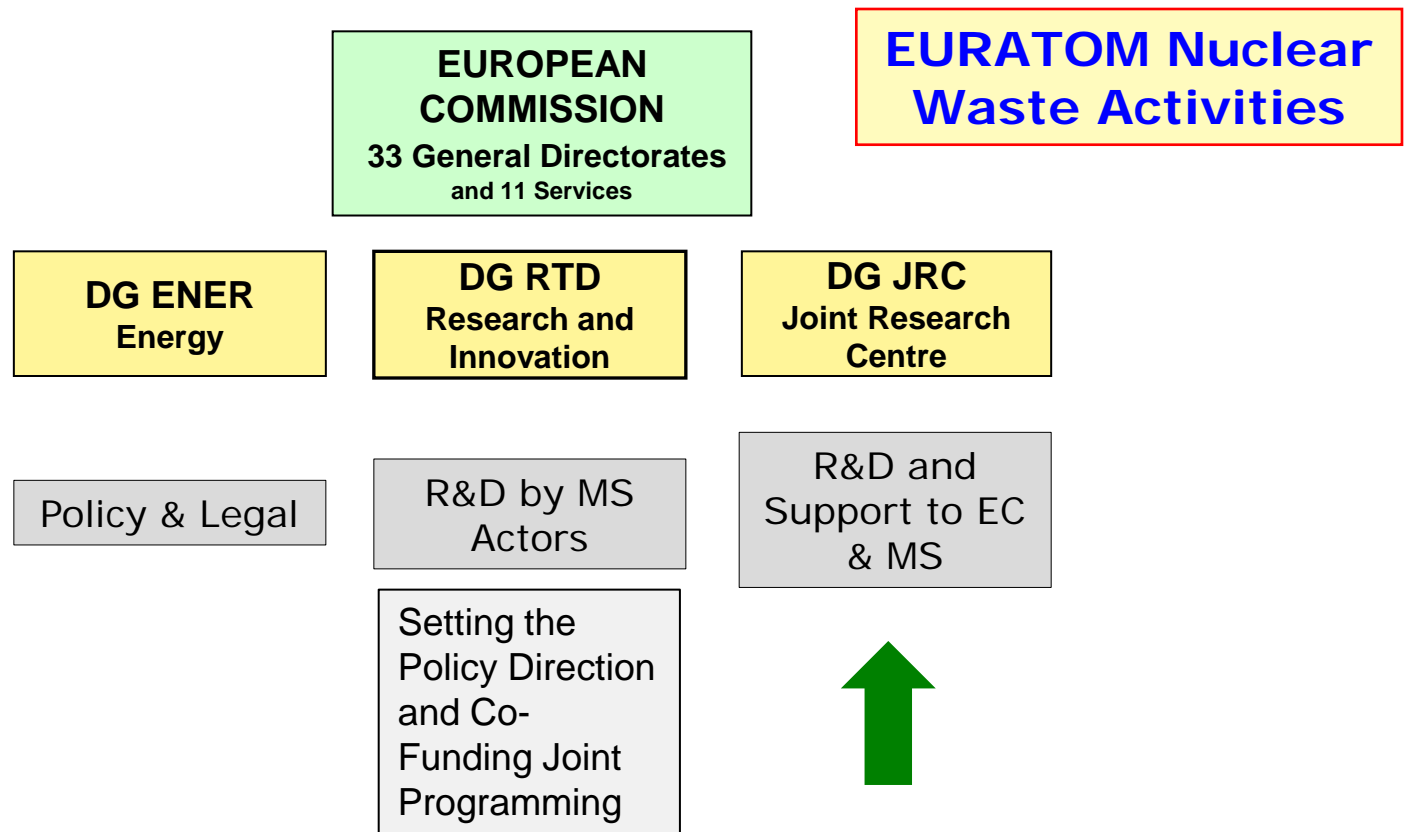 EUROPEAN
COMMISSION
33 General Directorates
and 11 Services
EURATOM Nuclear
Waste Activities
DG ENER
Energy
DG RTD
Research and
Innovation
DG JRC
Joint Research
Centre
Policy & Legal
R&D by MS
Actors
R&D and
Support to EC
& MS
Setting the
Policy Direction
and Co-
Funding Joint
Programming